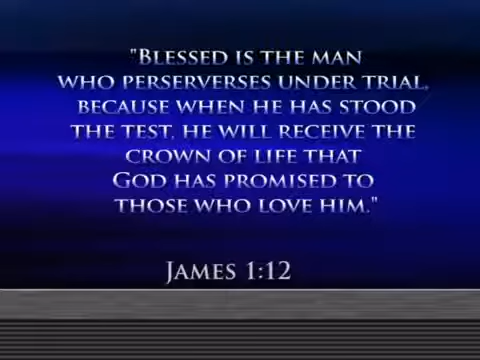 "Blessed is the man
who perserverses under trial,
because when he has stood
the test, he will receive the
crown of life that
God has promised to
those who love him."
James 1:12